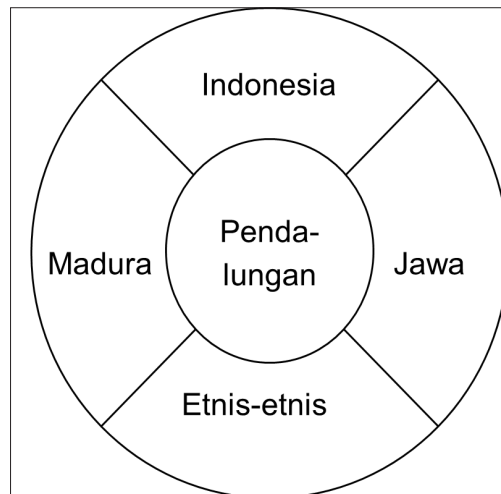 Indonesia
Madura
Penda-
lungan
Jawa
Etnis-etnis